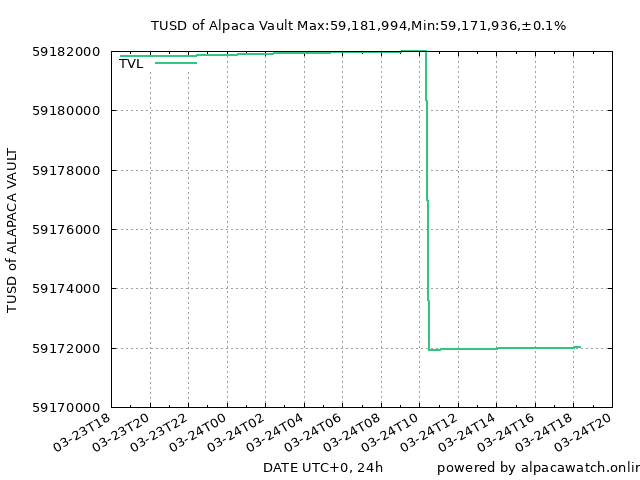 TUSD of Alpaca Vault Max:59,181,994,Min:59,171,936,±0.1%
TUSD of ALAPACA VAULT
59182000
TVL
59180000
59178000
59176000
59174000
59172000
59170000
03-23T18
03-23T20
03-23T22
03-24T00
03-24T02
03-24T04
03-24T06
03-24T08
03-24T10
03-24T12
03-24T14
03-24T16
03-24T18
03-24T20
DATE UTC+0, 24h
powered by alpacawatch.onlin